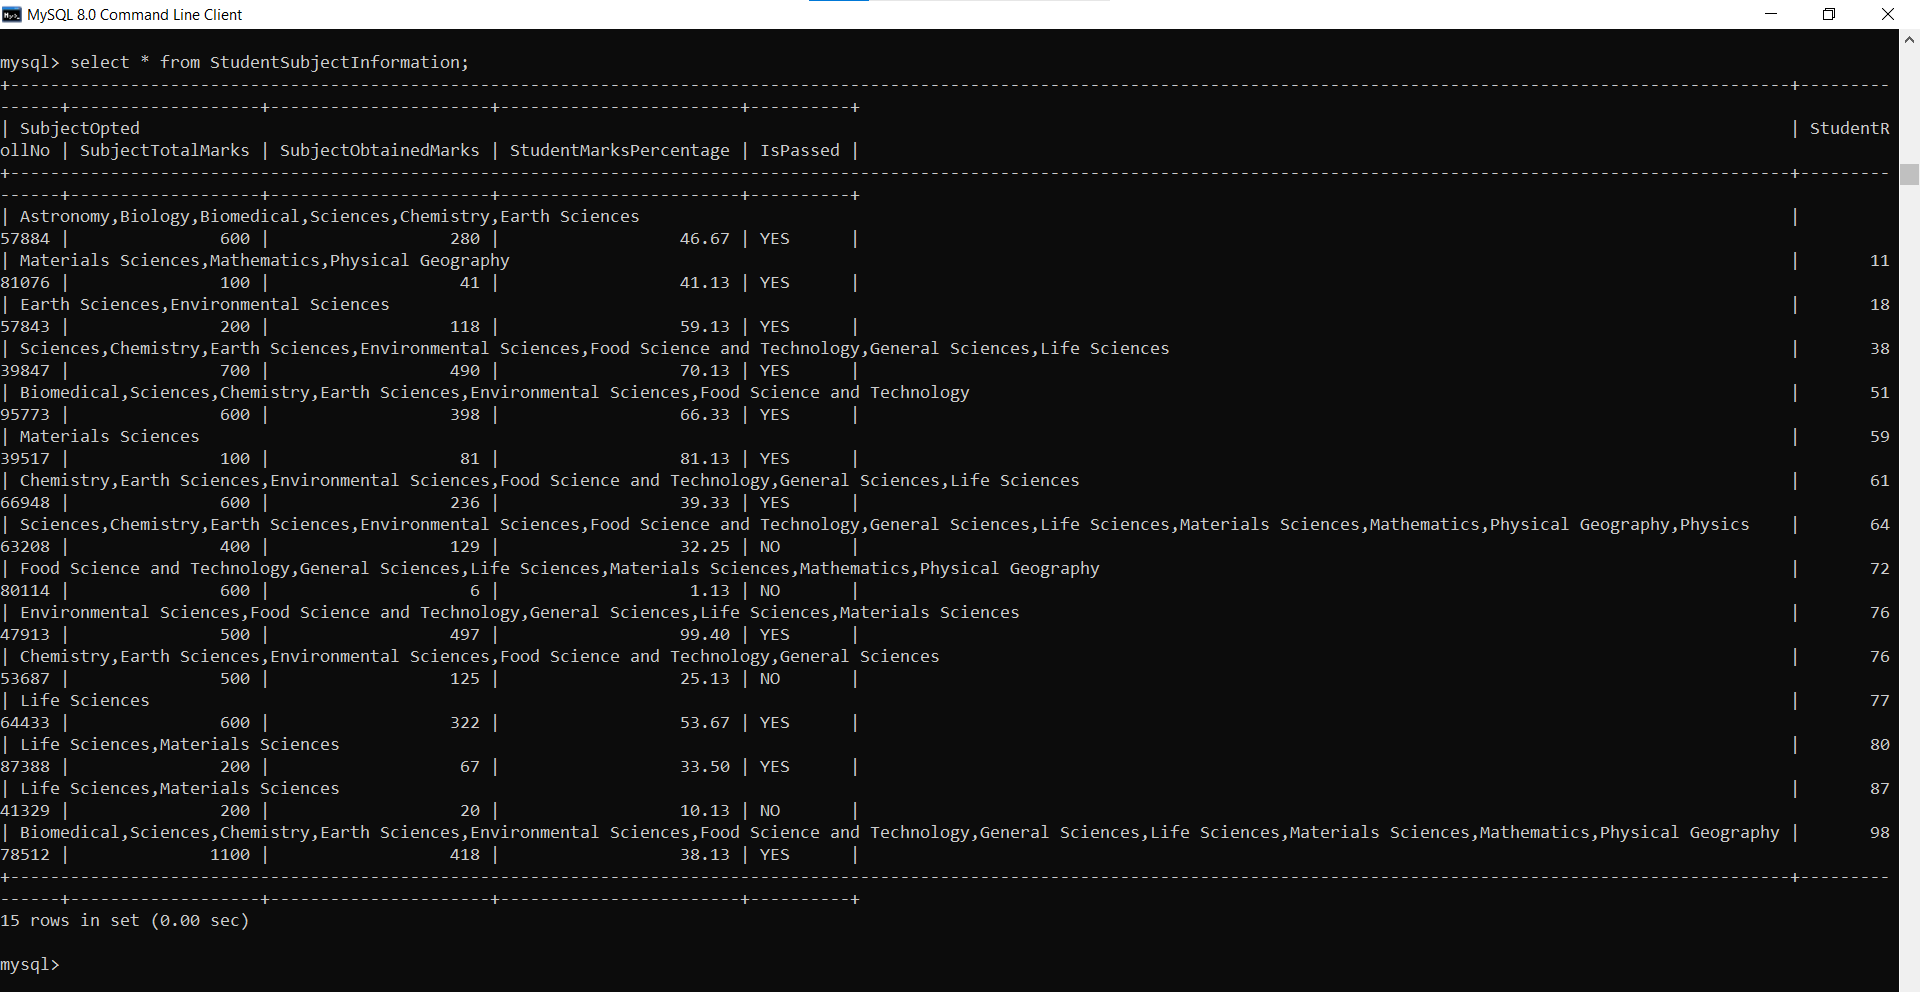 MySQL 8.0 Command Line Client
mysql> select * from StudentSubjectInformation;
+----------------------------------------------------------------------------------------------------------------------------------------------------------------------------------+---------
------+-------------------+----------------------+------------------------+----------+
| SubjectOpted                                                                                                                                                                     | StudentR
ollNo | SubjectTotalMarks | SubjectObtainedMarks | StudentMarksPercentage | IsPassed |
+----------------------------------------------------------------------------------------------------------------------------------------------------------------------------------+---------
------+-------------------+----------------------+------------------------+----------+
| Astronomy,Biology,Biomedical,Sciences,Chemistry,Earth Sciences |
57884 | 600 | 280 | 46.67 | YES |
| Materials Sciences,Mathematics,Physical Geography | 11
81076 | 100 | 41 | 41.13 | YES |
| Earth Sciences,Environmental Sciences | 18
57843 | 200 | 118 | 59.13 | YES |
| Sciences,Chemistry,Earth Sciences,Environmental Sciences,Food Science and Technology,General Sciences,Life Sciences | 38
39847 | 700 | 490 | 70.13 | YES |
| Biomedical,Sciences,Chemistry,Earth Sciences,Environmental Sciences,Food Science and Technology | 51
95773 | 600 | 398 | 66.33 | YES |
| Materials Sciences | 59
39517 | 100 | 81 | 81.13 | YES |
| Chemistry,Earth Sciences,Environmental Sciences,Food Science and Technology,General Sciences,Life Sciences | 61
66948 | 600 | 236 | 39.33 | YES |
| Sciences,Chemistry,Earth Sciences,Environmental Sciences,Food Science and Technology,General Sciences,Life Sciences,Materials Sciences,Mathematics,Physical Geography,Physics | 64
63208 | 400 | 129 | 32.25 | NO |
| Food Science and Technology,General Sciences,Life Sciences,Materials Sciences,Mathematics,Physical Geography | 72
80114 | 600 | 6 | 1.13 | NO |
| Environmental Sciences,Food Science and Technology,General Sciences,Life Sciences,Materials Sciences | 76
47913 | 500 | 497 | 99.40 | YES |
| Chemistry,Earth Sciences,Environmental Sciences,Food Science and Technology,General Sciences | 76
53687 | 500 | 125 | 25.13 | NO |
| Life Sciences | 77
64433 | 600 | 322 | 53.67 | YES |
| Life Sciences,Materials Sciences | 80
87388 | 200 | 67 | 33.50 | YES |
| Life Sciences,Materials Sciences | 87
41329 | 200 | 20 | 10.13 | NO |
| Biomedical,Sciences,Chemistry,Earth Sciences,Environmental Sciences,Food Science and Technology,General Sciences,Life Sciences,Materials Sciences,Mathematics,Physical Geography | 98
78512 | 1100 | 418 | 38.13 | YES |
+----------------------------------------------------------------------------------------------------------------------------------------------------------------------------------+---------
------+-------------------+----------------------+------------------------+----------+
15 rows in set (0.00 sec)
mysql>